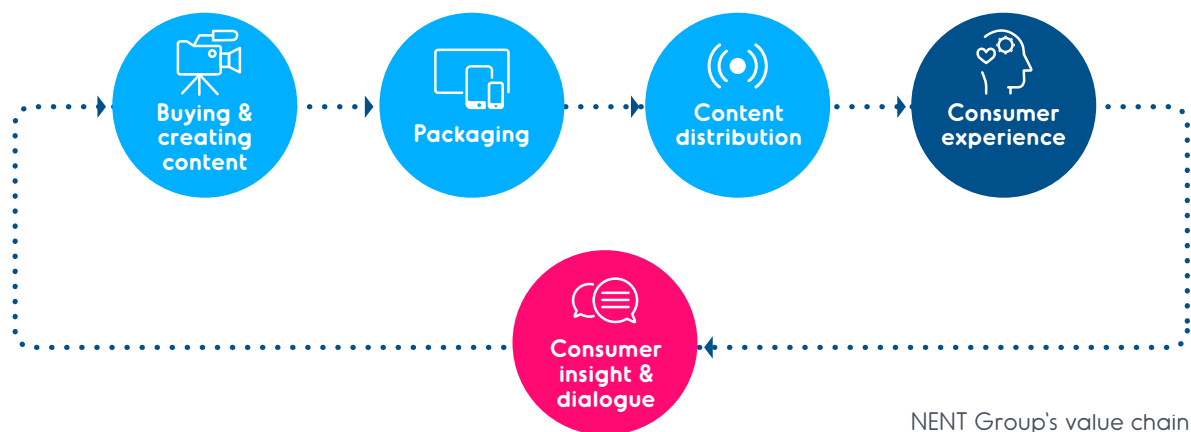 Buying &
creating
content
Packaging
Content
distribution
Consumer
experience
Consumer
insight &
dialogue
NENT Group's value chain